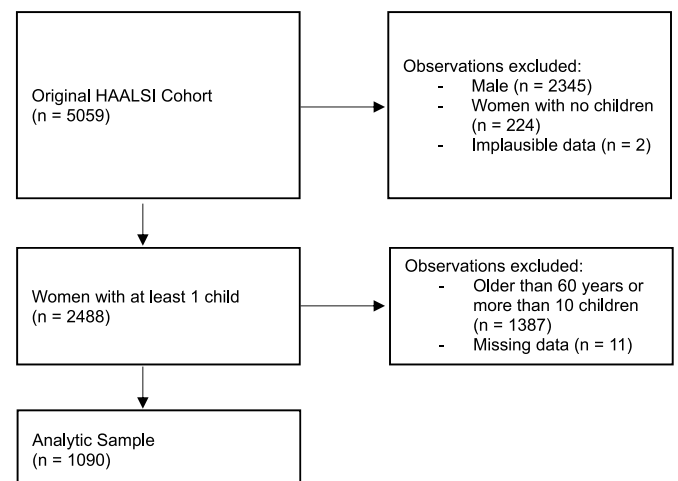 Original HAALSI Cohort
(n = 5059)
Observations excluded:
- Male (n = 2345)
- Women with no children
(n = 224)
- Implausible data (n = 2)
Women with at least 1 child
(n = 2488)
Observations excluded:
- Older than 60 years or
more than 10 children
(n = 1387)
- Missing data (n = 11)
Analytic Sample
(n = 1090)